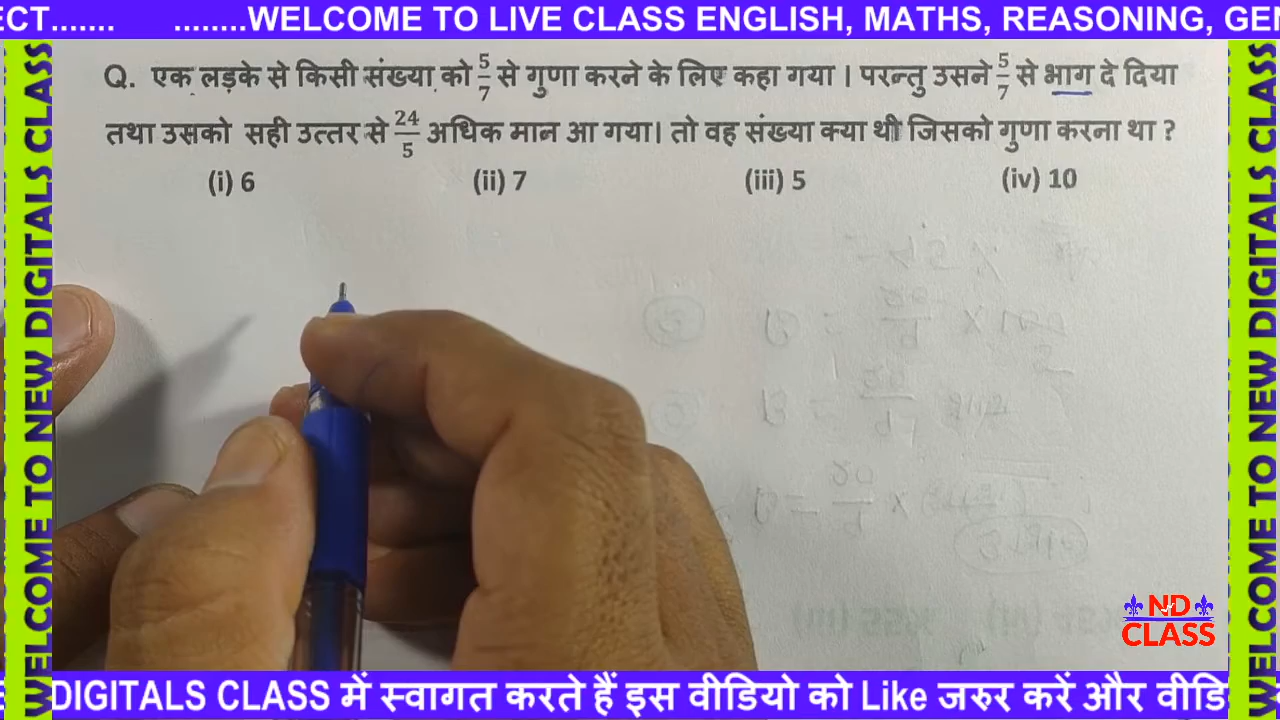 ECT....... ........WELCOME TO LIVE CLASS ENGLISH, MATHS, REASONING, GE
Q. एक लड़के से किसी संख्या को 5/7 से गुणा करने के लिए कहा गया । परन्तु उसने 5/7 से भाग दे दिया
तथा उसको सही उत्तर से 24/5 अधिक मान आ गया। तो वह संख्या क्या थी जिसको गुणा करना था ?
(i) 6 (ii) 7 (iii) 5 (iv) 10
WELCOME TO NEW DIGITALS CLASS
WELCOME TO NEW DIGITALS CLASS
ND
CLASS
DIGITALS CLASS में स्वागत करते हैं इस वीडियो को Like जरुर करें और वीडि